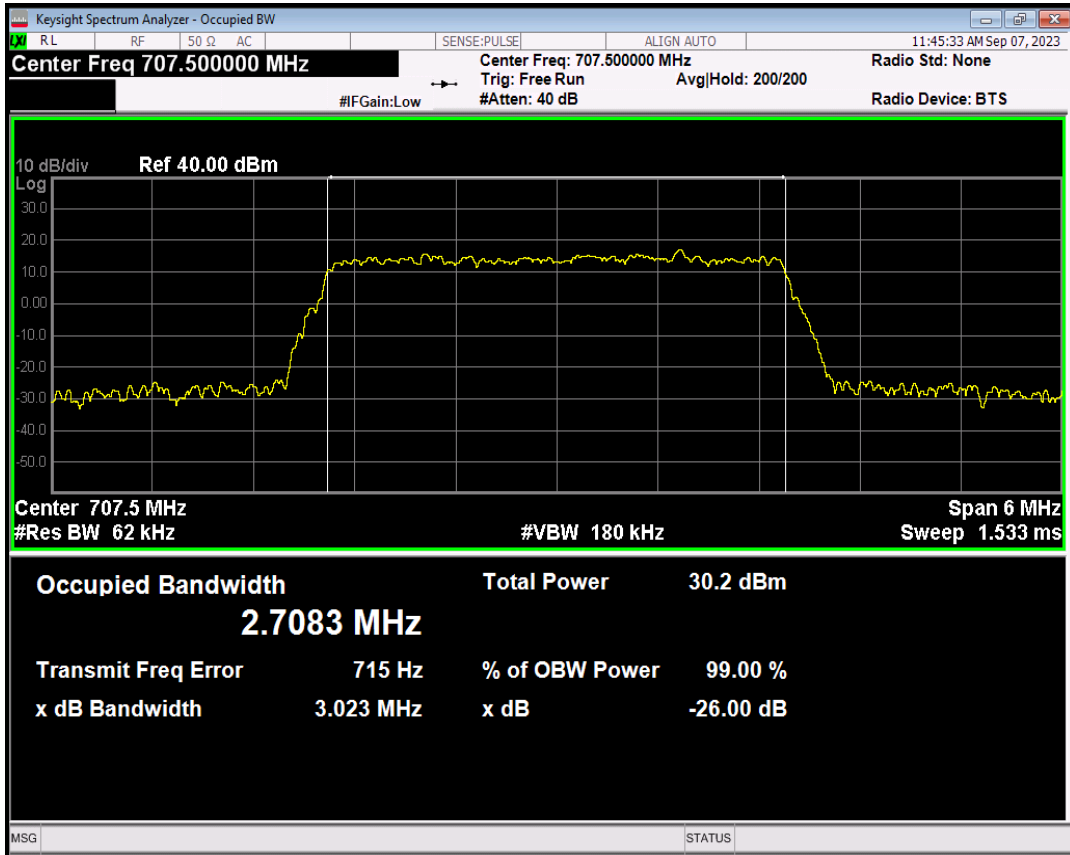 Keysight Spectrum Analyzer - Occupied BW
LXI RL RF 50 Ω AC SENSE:PULSE ALIGN AUTO 11:45:33 AM Sep 07, 2023
Center Freq 707.500000 MHz Center Freq: 707.500000 MHz Radio Std: None
Trig: Free Run Avg|Hold: 200/200
#IFGain:Low #Atten: 40 dB Radio Device: BTS
10 dB/div Ref 40.00 dBm
Log
30.0
20.0
10.0
0.00
-10.0
-20.0
-30.0
-40.0
-50.0
Center 707.5 MHz Span 6 MHz
#Res BW 62 kHz #VBW 180 kHz Sweep 1.533 ms
Occupied Bandwidth Total Power 30.2 dBm
2.7083 MHz
Transmit Freq Error 715 Hz % of OBW Power 99.00 %
x dB Bandwidth 3.023 MHz x dB -26.00 dB
MSG STATUS